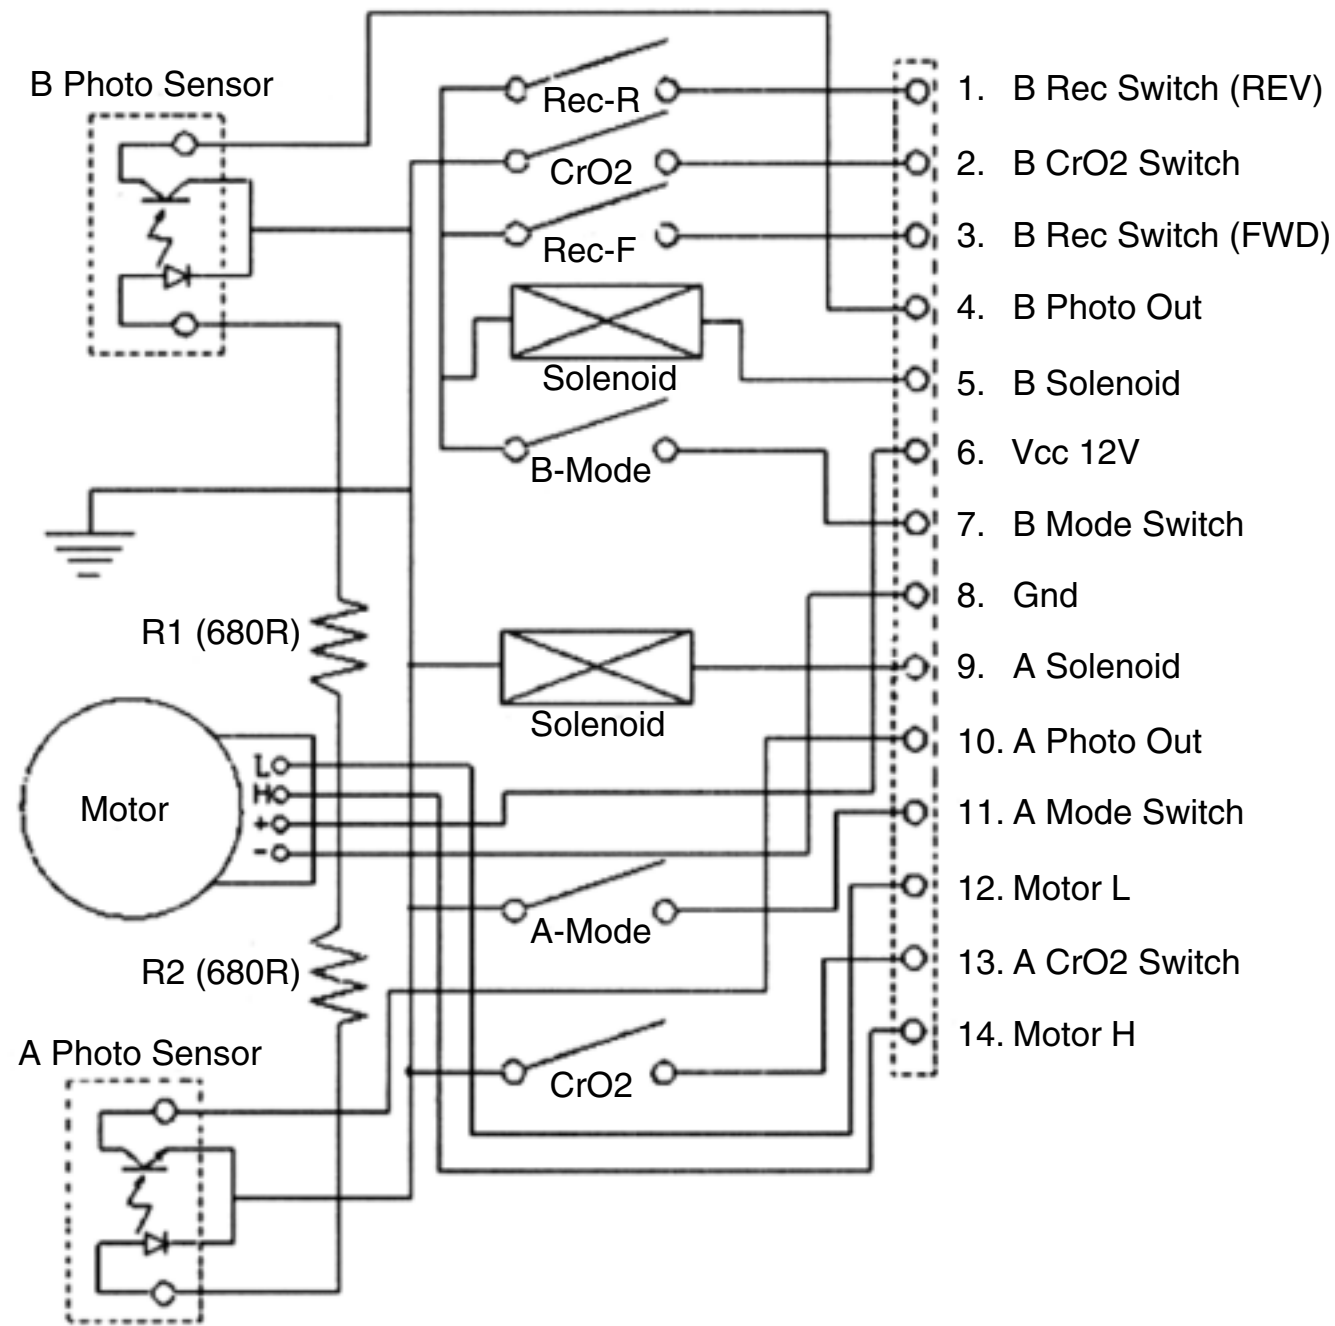 B Photo Sensor
Rec-R
CrO2
Rec-F
Solenoid
B-Mode
R1 (680R)
Solenoid
Motor
L
H
+
-
A-Mode
R2 (680R)
A Photo Sensor
CrO2
1. B Rec Switch (REV)
2. B CrO2 Switch
3. B Rec Switch (FWD)
4. B Photo Out
5. B Solenoid
6. Vcc 12V
7. B Mode Switch
8. Gnd
9. A Solenoid
10. A Photo Out
11. A Mode Switch
12. Motor L
13. A CrO2 Switch
14. Motor H